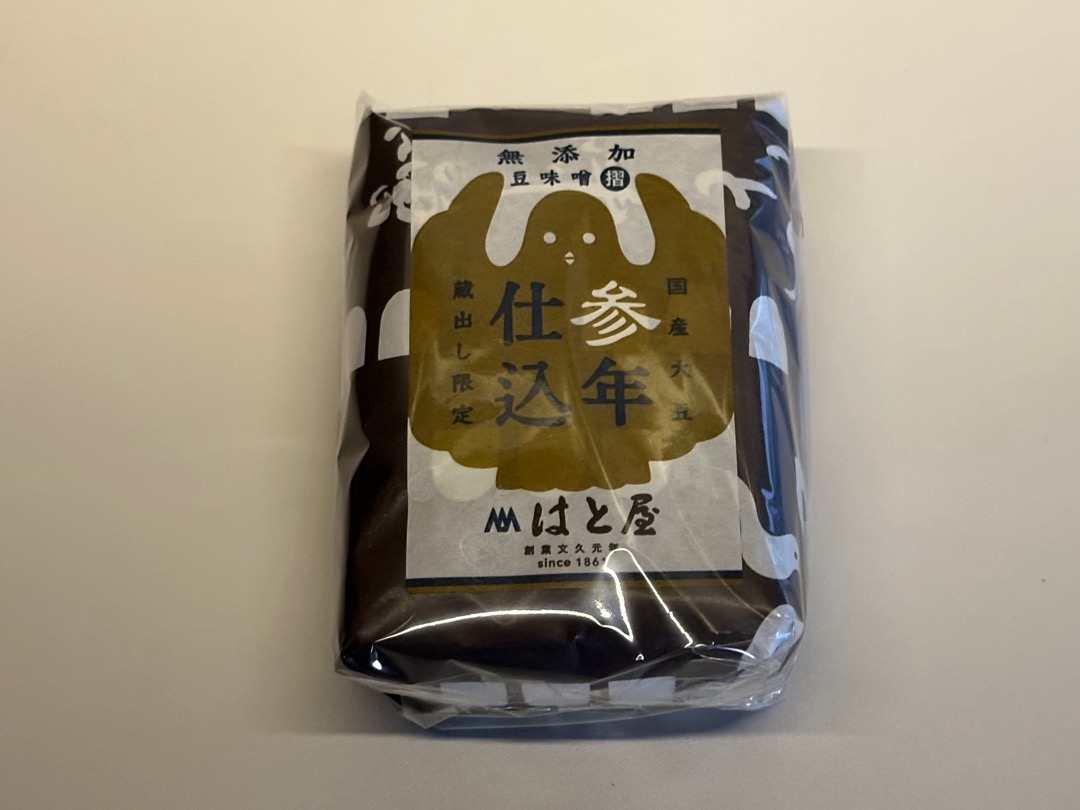 無添加
豆味噌 摺
国産大豆
参年
仕込
蔵出し限定
はと屋
創業文久元年
since 1861